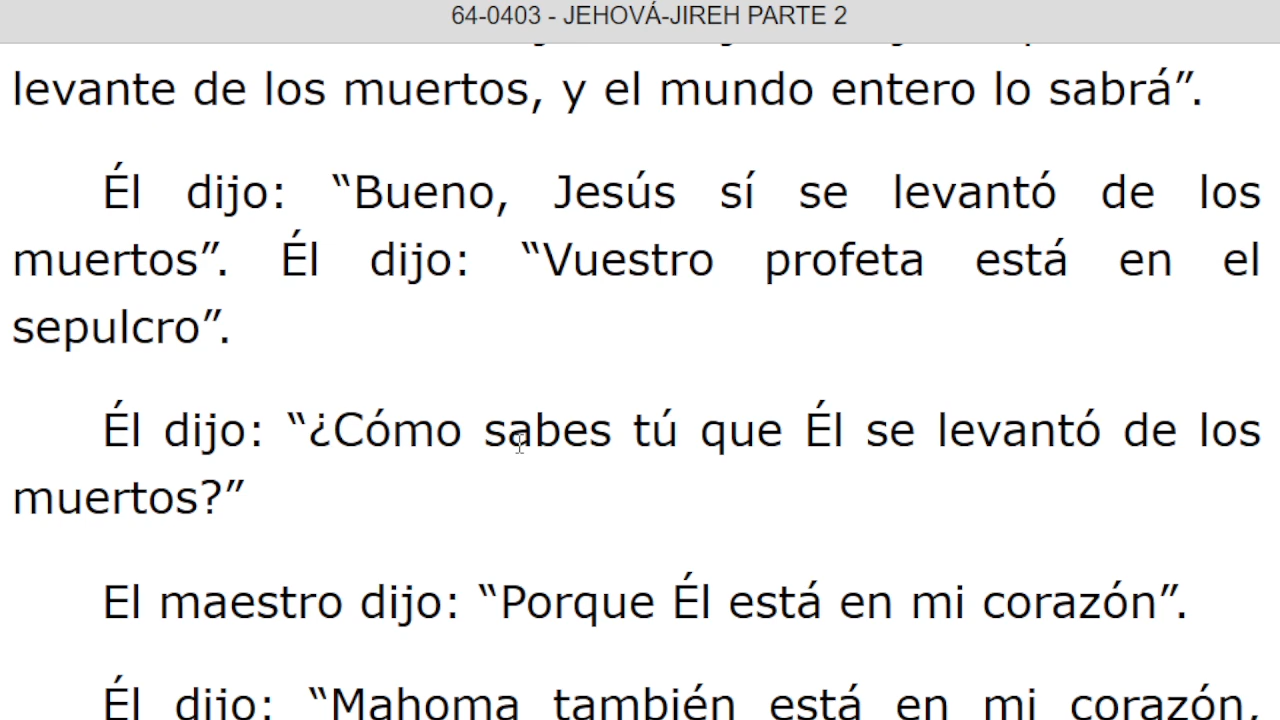 64-0403 - JEHOVÁ-JIREH PARTE 2
levante de los muertos, y el mundo entero lo sabrá”.
Él dijo: “Bueno, Jesús sí se levantó de los
muertos”. Él dijo: “Vuestro profeta está en el
sepulcro”.
Él dijo: “¿Cómo sabes tú que Él se levantó de los
muertos?”
El maestro dijo: “Porque Él está en mi corazón”.
Él dijo: “Mahoma también está en mi corazón,